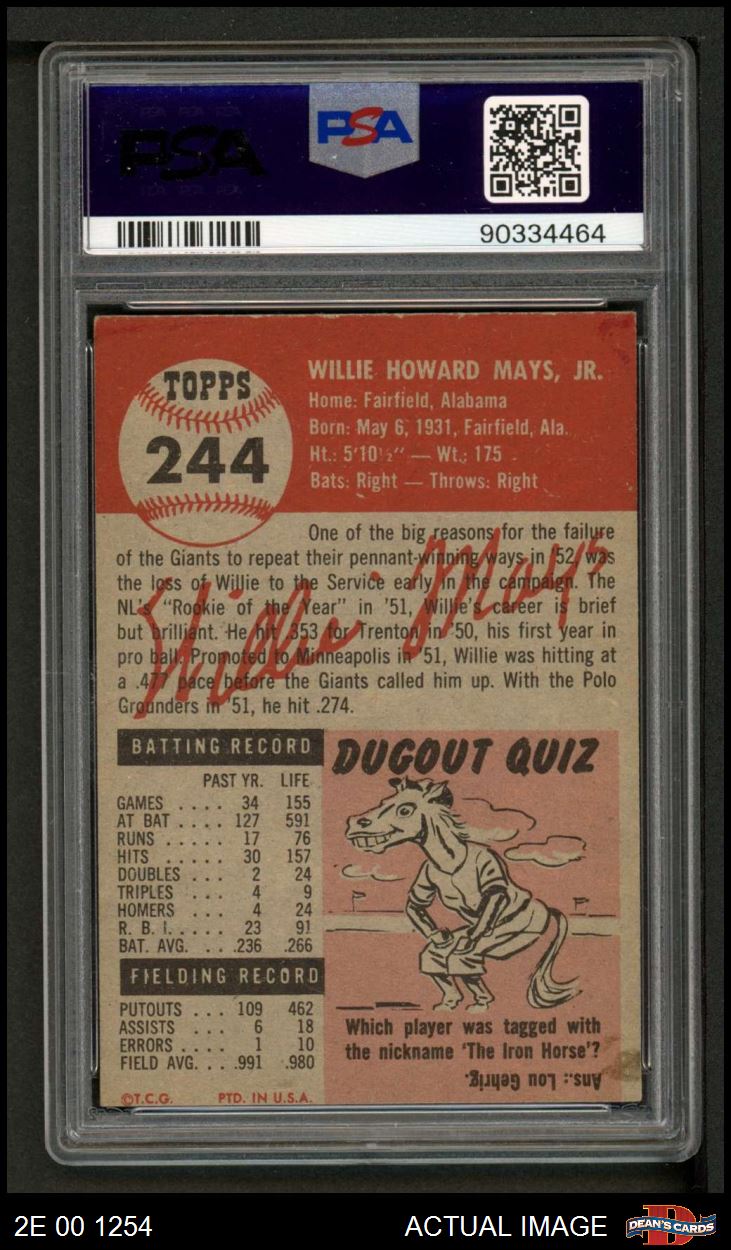 PSA
PSA
90334464
TOPPS
244
WILLIE HOWARD MAYS, JR.
Home: Fairfield, Alabama
Born: May 6, 1931, Fairfield, Ala.
Ht.: 5'10½" — Wt.: 175
Bats: Right — Throws: Right
One of the big reasons for the failure
of the Giants to repeat their pennant-winning ways in '52, was
the loss of Willie to the Service early in the campaign. The
NL's "Rookie of the Year" in '51, Willie's career is brief
but brilliant. He hit .353 for Trenton in '50, his first year in
pro ball. Promoted to Minneapolis in '51, Willie was hitting at
a .477 pace before the Giants called him up. With the Polo
Grounders in '51, he hit .274.
Willie Mays
BATTING RECORD
PAST YR. LIFE
GAMES .... 34 155
AT BAT .... 127 591
RUNS ..... 17 76
HITS ..... 30 157
DOUBLES ... 2 24
TRIPLES ... 4 9
HOMERS ... 4 24
R. B. I. .... 23 91
BAT. AVG. ... .236 .266
FIELDING RECORD
PUTOUTS ... 109 462
ASSISTS ... 6 18
ERRORS .... 1 10
FIELD AVG. ... .991 .980
©T.C.G. PTD. IN U.S.A.
DUGOUT QUIZ
Which player was tagged with
the nickname 'The Iron Horse'?
Ans.: Lou Gehrig.
2E 00 1254
ACTUAL IMAGE
DEAN'S CARDS